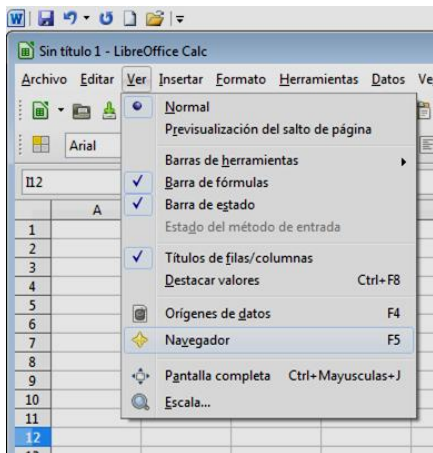 W
Sin título 1 - LibreOffice Calc
Archivo Editar Ver Insertar Formato Herramientas Datos Ve
Normal
Previsualización del salto de página
Arial
Barras de herramientas
I12
Barra de fórmulas
Barra de estado
Estado del método de entrada
A
Títulos de filas/columnas
Destacar valores Ctrl+F8
Orígenes de datos F4
Navegador F5
Pantalla completa Ctrl+Mayusculas+J
Escala...
1
2
3
4
5
6
7
8
9
10
11
12